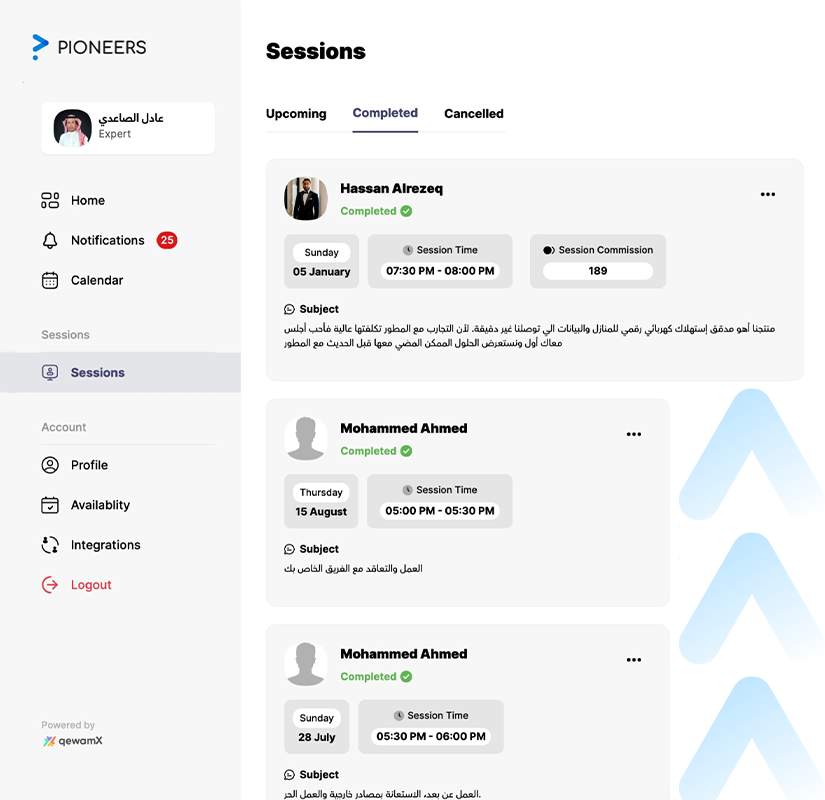 PIONEERS
عادل الصاعدي
Expert
Home
Notifications 25
Calendar
Sessions
Sessions
Account
Profile
Availablity
Integrations
Logout
Powered by
qewamX
Sessions
Upcoming Completed Cancelled
Hassan Alrezeq
Completed
Sunday
05 January
Session Time
07:30 PM - 08:00 PM
Session Commission
189
Subject
منتجنا أهو مدقق إستهلاك كهربائي رقمي للمنازل والبيانات الي توصلنا غير دقيقة. لأن التجارب مع المطور تكلفتها عالية فأحب أجلس
معاك أول ونستعرض الحلول الممكن المضي معها قبل الحديث مع المطور
Mohammed Ahmed
Completed
Thursday
15 August
Session Time
05:00 PM - 05:30 PM
Subject
العمل والتعاقد مع الفريق الخاص بك
Mohammed Ahmed
Completed
Sunday
28 July
Session Time
05:30 PM - 06:00 PM
Subject
العمل عن بعد، الاستعانة بمصادر خارجية والعمل الحر.